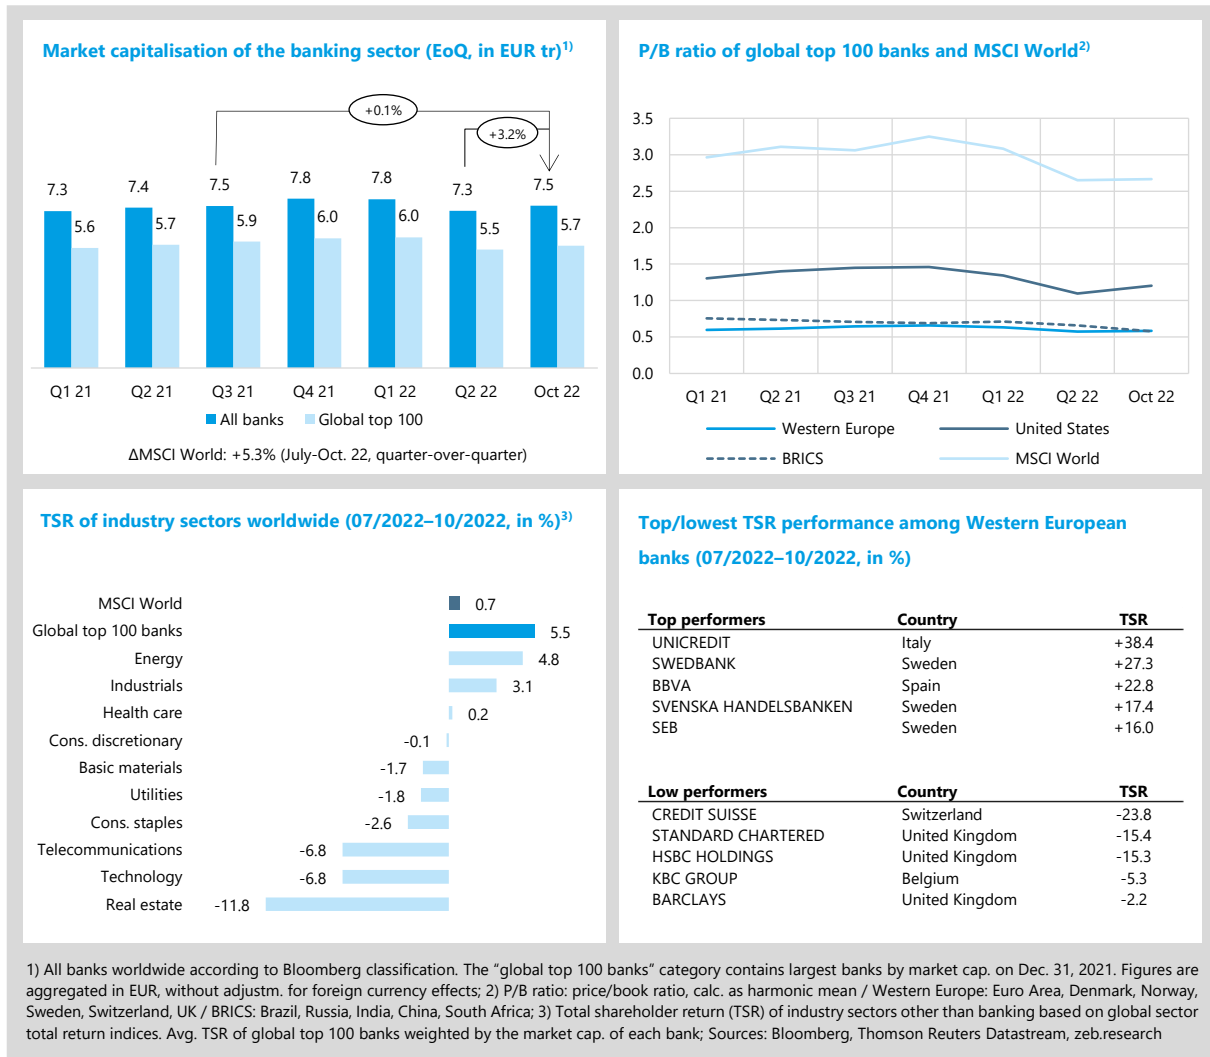 Market capitalisation of the banking sector (EoQ, in EUR tr)1)
+0.1%
+3.2%
7.3 7.4 7.5 7.8 7.8 7.3 7.5
5.6 5.7 5.9 6.0 6.0 5.5 5.7
Q1 21 Q2 21 Q3 21 Q4 21 Q1 22 Q2 22 Oct 22
All banks Global top 100
ΔMSCI World: +5.3% (July-Oct. 22, quarter-over-quarter)
P/B ratio of global top 100 banks and MSCI World2)
3.5
3.0
2.5
2.0
1.5
1.0
0.5
0.0
Q1 21 Q2 21 Q3 21 Q4 21 Q1 22 Q2 22 Oct 22
Western Europe United States
BRICS MSCI World
TSR of industry sectors worldwide (07/2022–10/2022, in %)3)
MSCI World 0.7
Global top 100 banks 5.5
Energy 4.8
Industrials 3.1
Health care 0.2
Cons. discretionary -0.1
Basic materials -1.7
Utilities -1.8
Cons. staples -2.6
Telecommunications -6.8
Technology -6.8
Real estate -11.8
Top/lowest TSR performance among Western European
banks (07/2022–10/2022, in %)
Top performers Country TSR
UNICREDIT Italy +38.4
SWEDBANK Sweden +27.3
BBVA Spain +22.8
SVENSKA HANDELSBANKEN Sweden +17.4
SEB Sweden +16.0
Low performers Country TSR
CREDIT SUISSE Switzerland -23.8
STANDARD CHARTERED United Kingdom -15.4
HSBC HOLDINGS United Kingdom -15.3
KBC GROUP Belgium -5.3
BARCLAYS United Kingdom -2.2
1) All banks worldwide according to Bloomberg classification. The “global top 100 banks“ category contains largest banks by market cap. on Dec. 31, 2021. Figures are
aggregated in EUR, without adjustm. for foreign currency effects; 2) P/B ratio: price/book ratio, calc. as harmonic mean / Western Europe: Euro Area, Denmark, Norway,
Sweden, Switzerland, UK / BRICS: Brazil, Russia, India, China, South Africa; 3) Total shareholder return (TSR) of industry sectors other than banking based on global sector
total return indices. Avg. TSR of global top 100 banks weighted by the market cap. of each bank; Sources: Bloomberg, Thomson Reuters Datastream, zeb.research